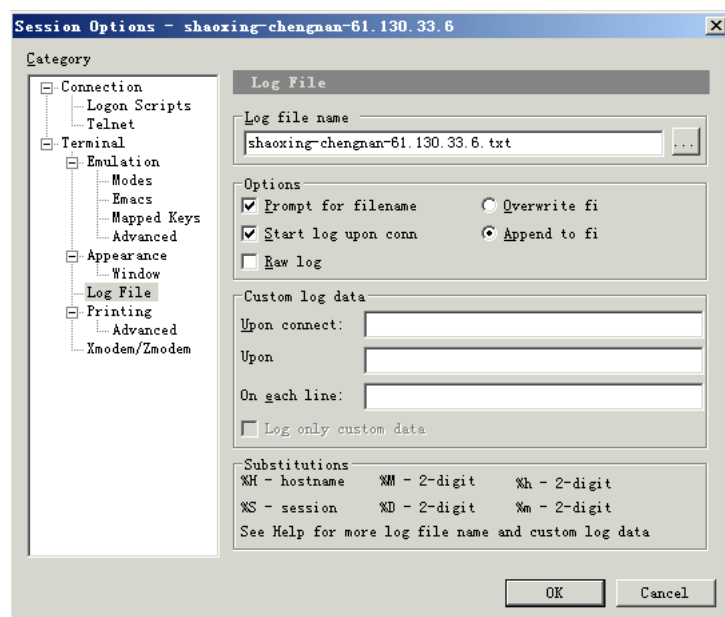 Session Options - shaoxing-chengnan-61.130.33.6
Category
Connection
Logon Scripts
Telnet
Terminal
Emulation
Modes
Emacs
Mapped Keys
Advanced
Appearance
Window
Log File
Printing
Advanced
Xmodem/Zmodem
Log File
Log file name
shaoxing-chengnan-61.130.33.6.txt
...
Options
Prompt for filename
Overwrite fi
Start log upon conn
Append to fi
Raw log
Custom log data
Upon connect:
Upon
On each line:
Log only custom data
Substitutions
%H - hostname %M - 2-digit %h - 2-digit
%S - session %D - 2-digit %m - 2-digit
See Help for more log file name and custom log data
OK
Cancel